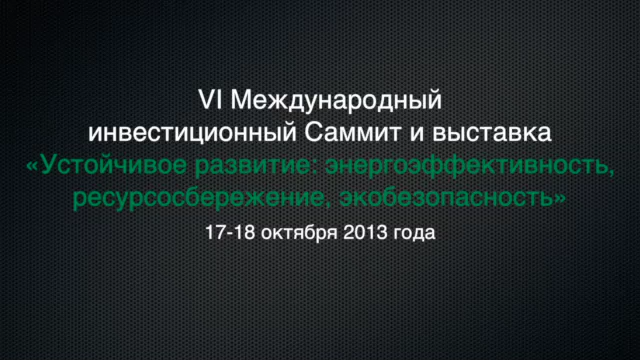 VI Международный
инвестиционный Саммит и выставка
«Устойчивое развитие: энергоэффективность,
ресурсосбережение, экобезопасность»
17-18 октября 2013 года